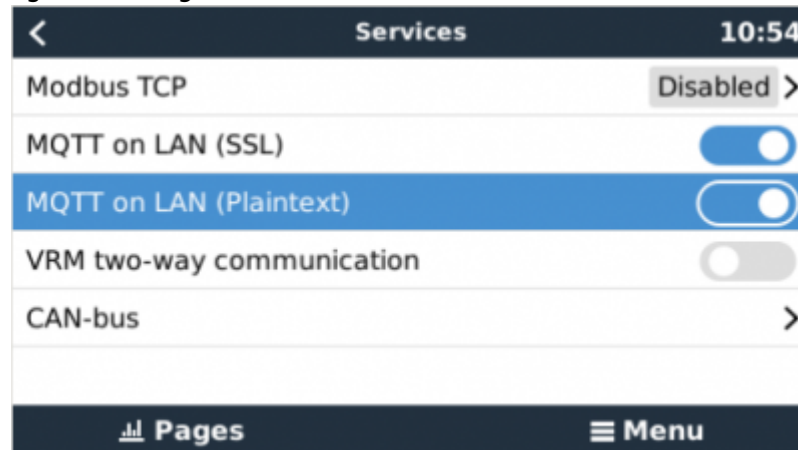 Services 10:54
Modbus TCP Disabled
MQTT on LAN (SSL)
MQTT on LAN (Plaintext)
VRM two-way communication
CAN-bus
Pages Menu